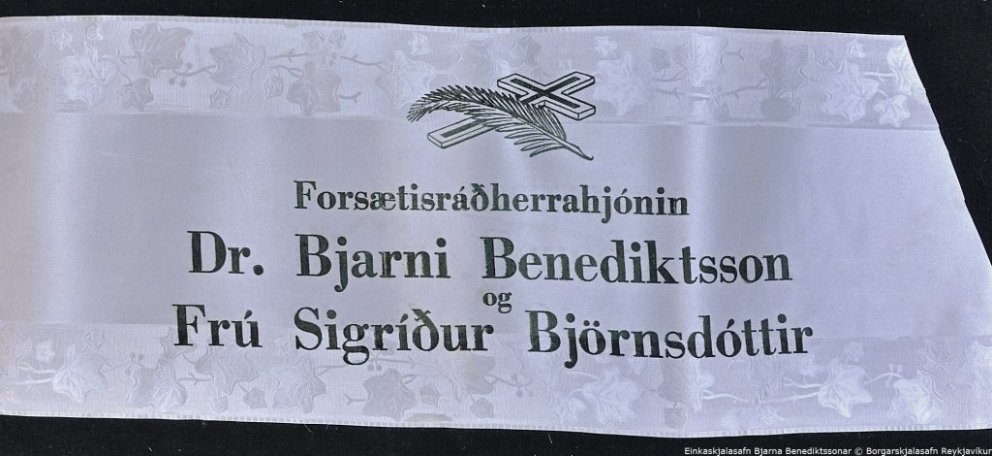 Forsætisráðherrahjónin
Dr. Bjarni Benediktsson
og
Frú Sigríður Björnsdóttir
Einkaskjalasafn Bjarna Benediktssonar © Borgarskjalasafn Reykjavíkur